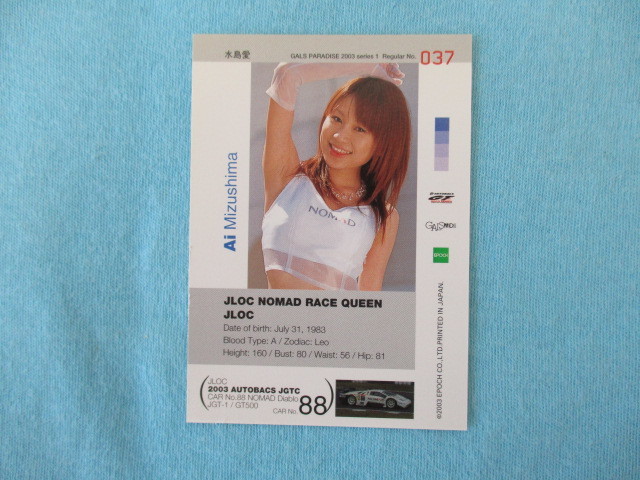 水島愛
GALS PARADISE 2003 series 1 Regular No. 037
Ai Mizushima
NOMAD
GT
EPOCH
JLOC NOMAD RACE QUEEN
JLOC
Date of birth: July 31, 1983
Blood Type: A / Zodiac: Leo
Height: 160 / Bust: 80 / Waist: 56 / Hip: 81
JLOC
2003 AUTOBACS JGTC
CAR No.88 NOMAD Diablo
JGT-1 / GT500
CAR No. 88
©2003 EPOCH CO.,LTD.PRINTED IN JAPAN.